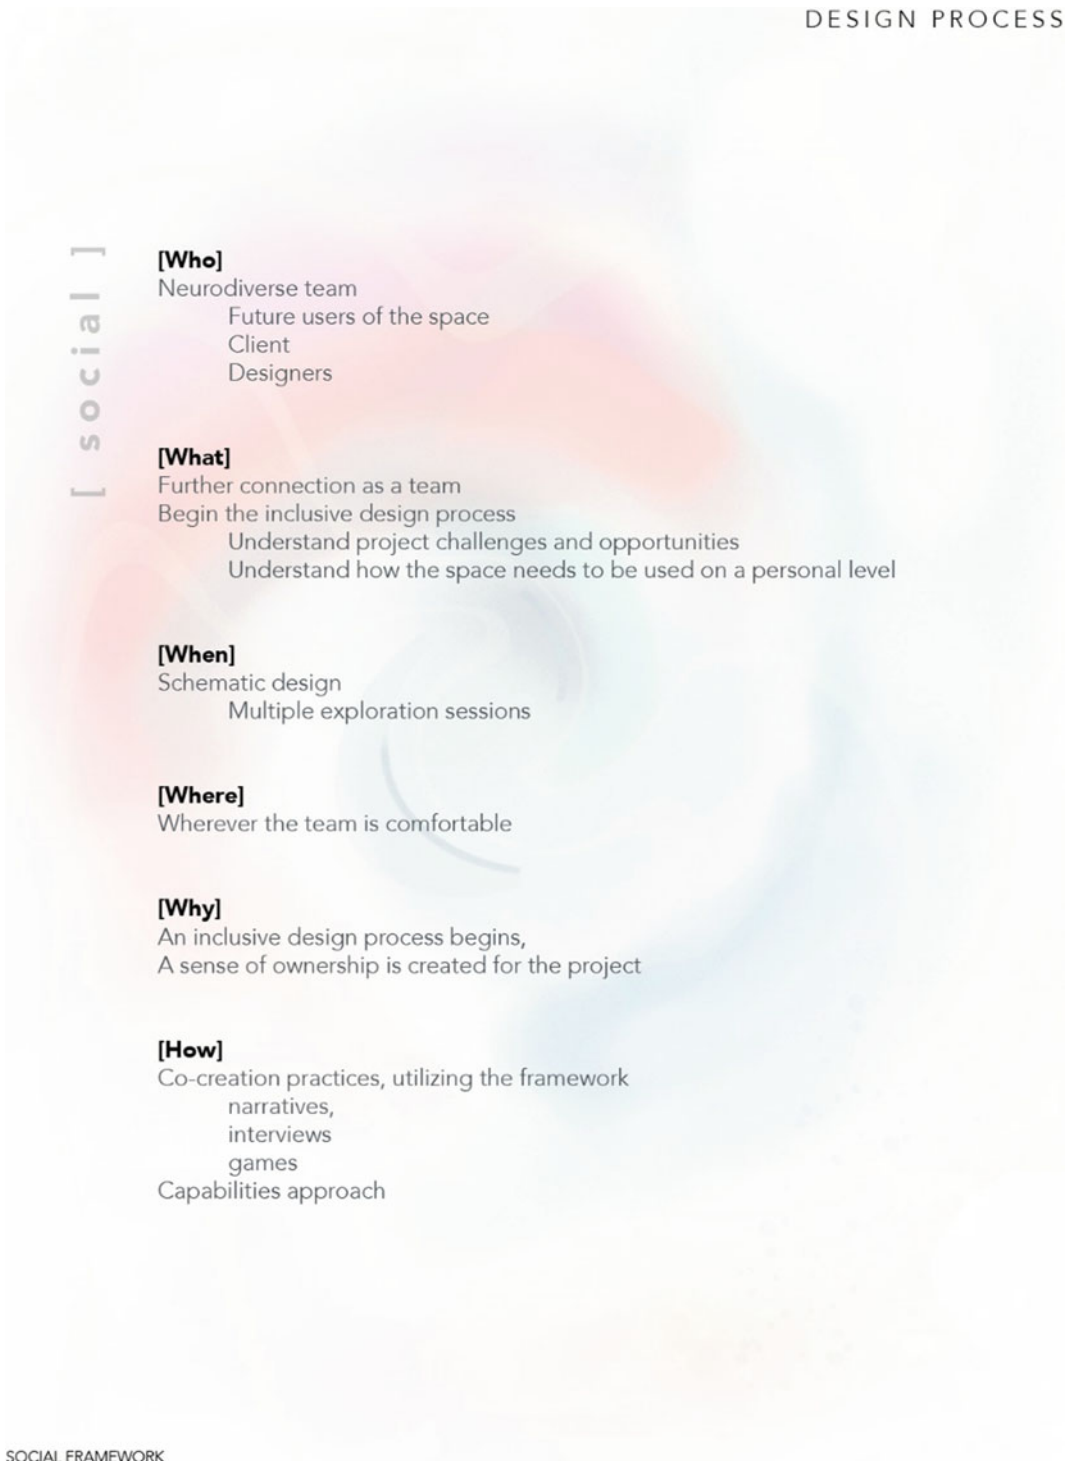 DESIGN PROCESS
[ social ]
[Who]
Neurodiverse team
Future users of the space
Client
Designers
[What]
Further connection as a team
Begin the inclusive design process
Understand project challenges and opportunities
Understand how the space needs to be used on a personal level
[When]
Schematic design
Multiple exploration sessions
[Where]
Wherever the team is comfortable
[Why]
An inclusive design process begins,
A sense of ownership is created for the project
[How]
Co-creation practices, utilizing the framework
narratives,
interviews
games
Capabilities approach
SOCIAL FRAMEWORK